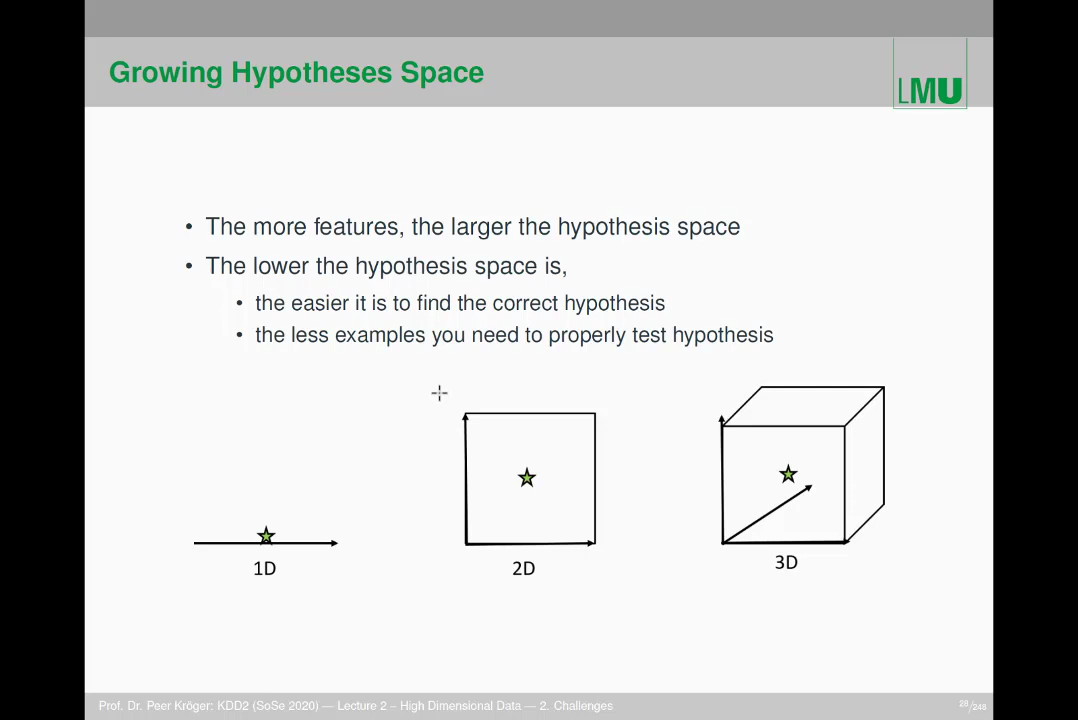 Growing Hypotheses Space
LMU
• The more features, the larger the hypothesis space
• The lower the hypothesis space is,
• the easier it is to find the correct hypothesis
• the less examples you need to properly test hypothesis
1D
2D
3D
Prof. Dr. Peer Kröger: KDD2 (SoSe 2020) — Lecture 2 – High Dimensional Data — 2. Challenges
28/248